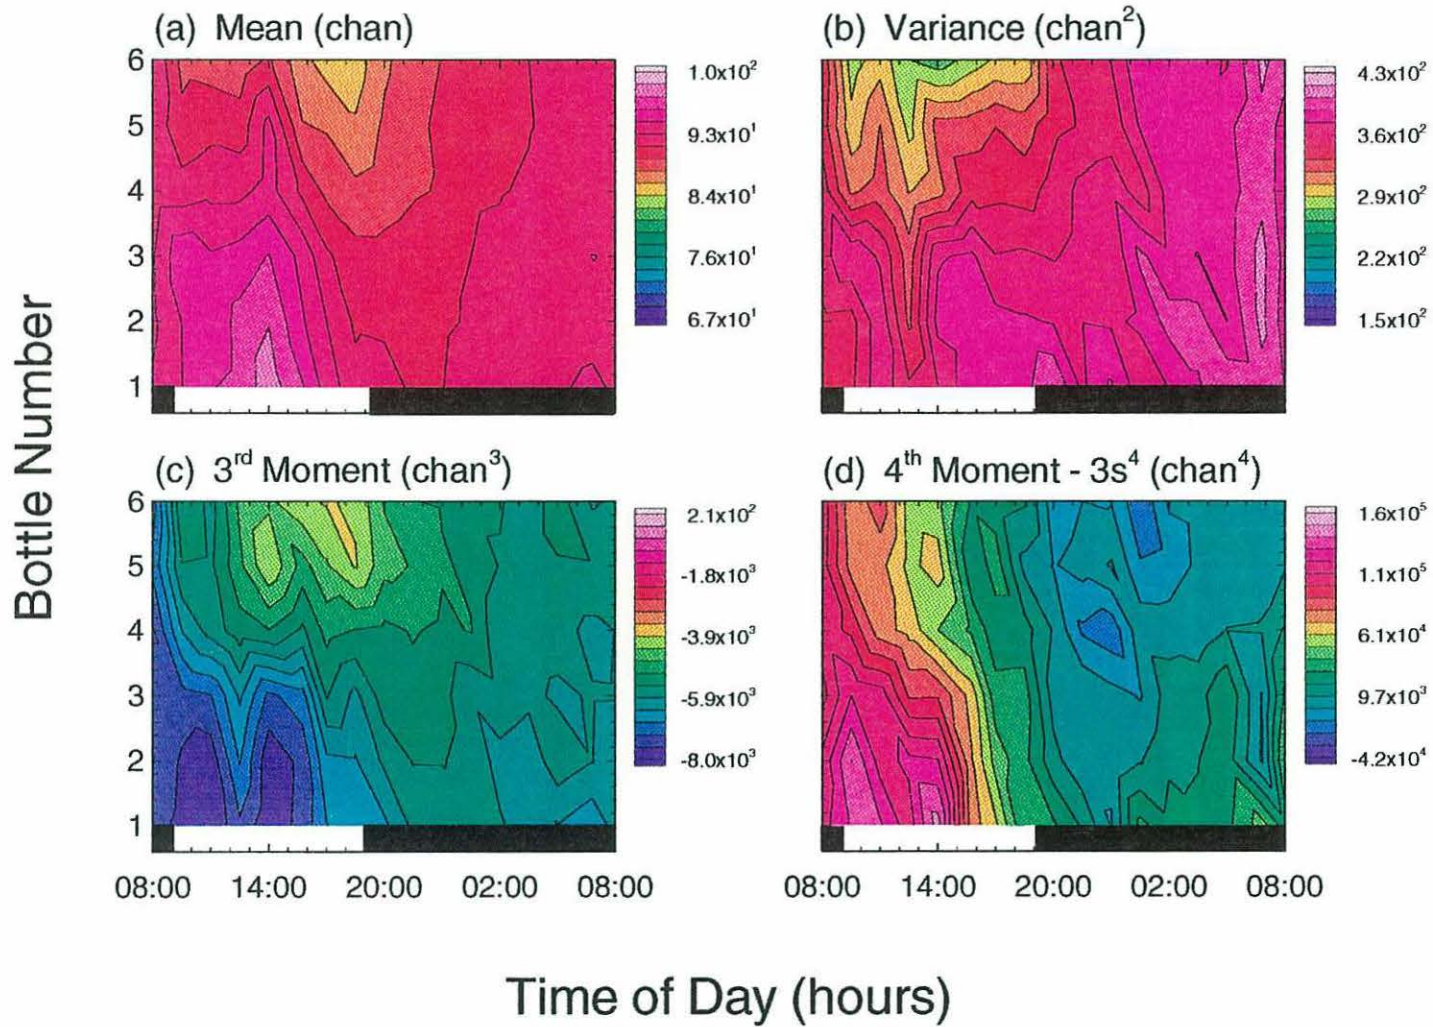 (a) Mean (chan)
(b) Variance (chan²)
6
5
4
3
2
1
1.0x10²
9.3x10¹
8.4x10¹
7.6x10¹
6.7x10¹
4.3x10²
3.6x10²
2.9x10²
2.2x10²
1.5x10²
Bottle Number
(c) 3ʳᵈ Moment (chan³)
(d) 4ᵗʰ Moment - 3s⁴ (chan⁴)
6
5
4
3
2
1
2.1x10²
-1.8x10³
-3.9x10³
-5.9x10³
-8.0x10³
1.6x10⁵
1.1x10⁵
6.1x10⁴
9.7x10³
-4.2x10⁴
08:00 14:00 20:00 02:00 08:00
08:00 14:00 20:00 02:00 08:00
Time of Day (hours)